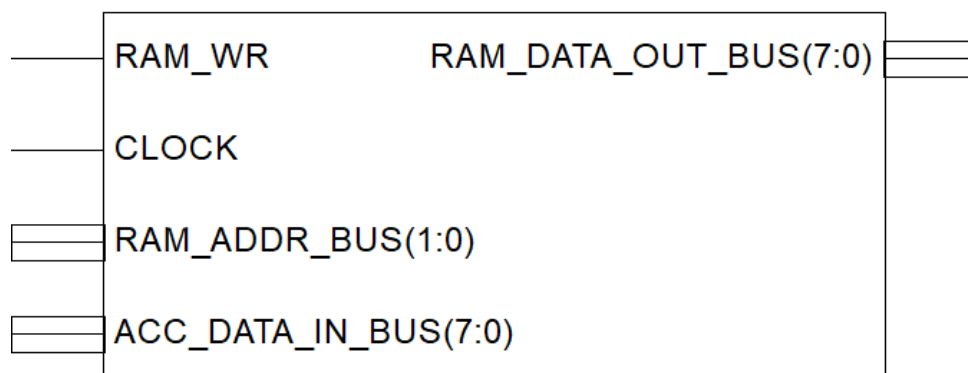 RAM_WR RAM_DATA_OUT_BUS(7:0)
CLOCK
RAM_ADDR_BUS(1:0)
ACC_DATA_IN_BUS(7:0)